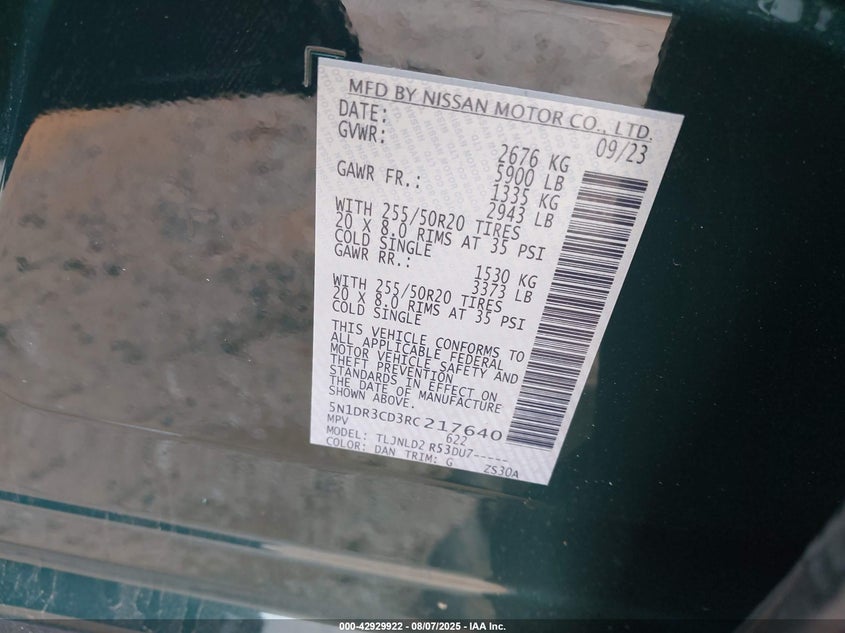 MFD BY NISSAN MOTOR CO., LTD.
DATE: 09/23
GVWR: 2676 KG
5900 LB
GAWR FR.: 1335 KG
2943 LB
WITH 255/50R20 TIRES
20 X 8.0 RIMS AT 35 PSI
COLD SINGLE
GAWR RR.: 1530 KG
3373 LB
WITH 255/50R20 TIRES
20 X 8.0 RIMS AT 35 PSI
COLD SINGLE
THIS VEHICLE CONFORMS TO
ALL APPLICABLE FEDERAL
MOTOR VEHICLE SAFETY AND
THEFT PREVENTION
STANDARDS IN EFFECT ON
THE DATE OF MANUFACTURE
SHOWN ABOVE.
5N1DR3CD3RC217640
MPV 622
MODEL: TLJNLD2 R53DU7-----
COLOR: DAN TRIM: G ZS30A
000-42929922 - 08/07/2025 - IAA Inc.